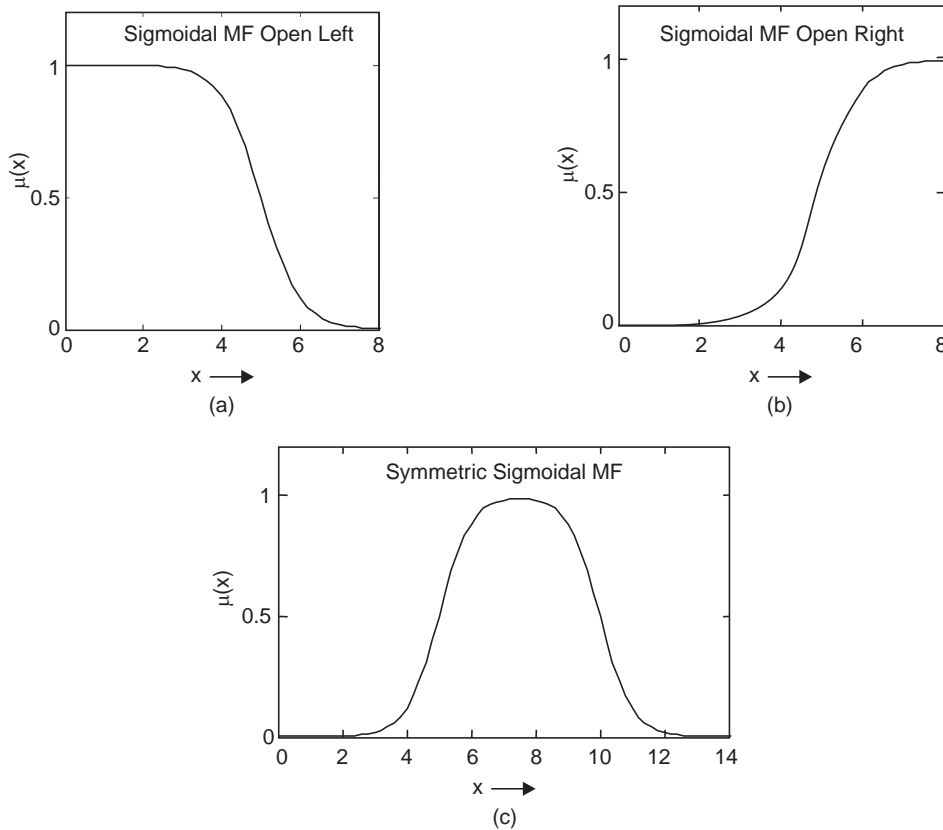 Sigmoidal MF Open Left
1
0.5
0
μ(x)
0 2 4 6 8
x
(a)
Sigmoidal MF Open Right
1
0.5
0
μ(x)
0 2 4 6 8
x
(b)
Symmetric Sigmoidal MF
1
0.5
0
μ(x)
0 2 4 6 8 10 12 14
x
(c)